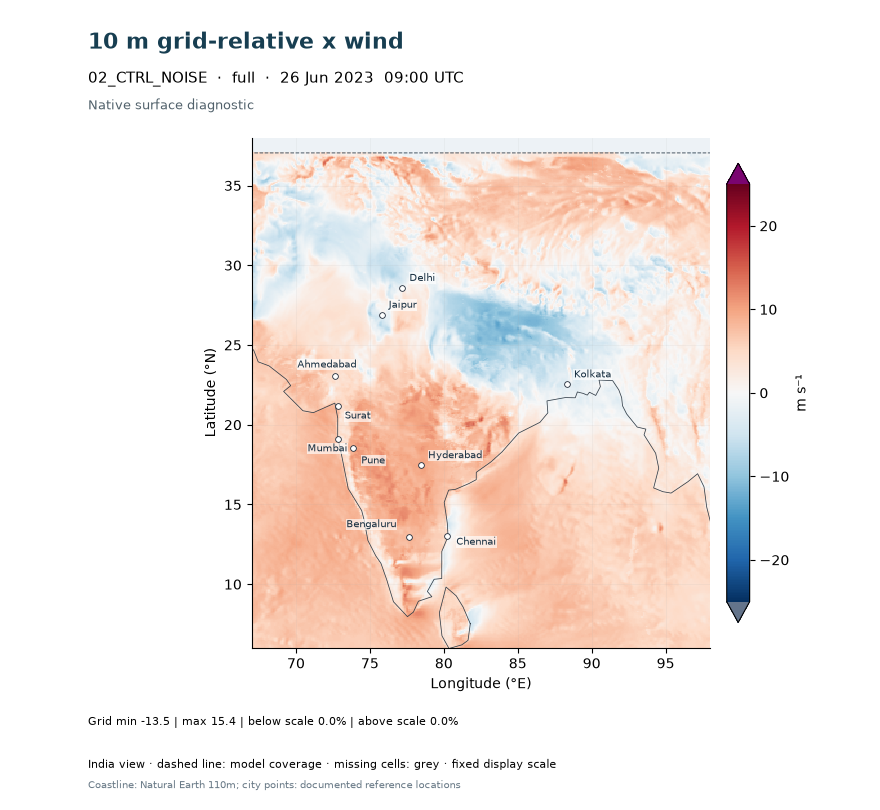 10 m grid-relative x wind
02_CTRL_NOISE · full · 26 Jun 2023 09:00 UTC
Native surface diagnostic
35
30
25
20
15
10
Latitude (°N)
Delhi
Jaipur
Ahmedabad
Kolkata
Surat
Mumbai
Pune
Hyderabad
Bengaluru
Chennai
70
75
80
85
90
95
Longitude (°E)
20
10
0
−10
−20
m s⁻¹
Grid min -13.5 | max 15.4 | below scale 0.0% | above scale 0.0%
India view · dashed line: model coverage · missing cells: grey · fixed display scale
Coastline: Natural Earth 110m; city points: documented reference locations